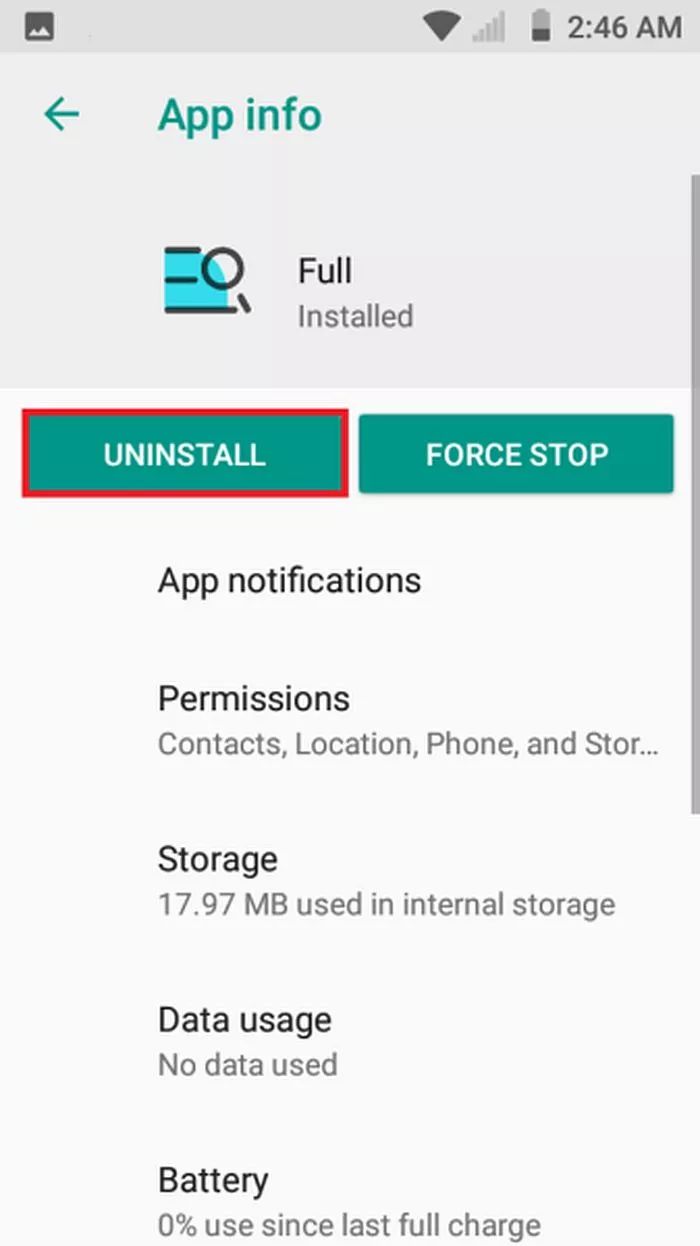 2:46 AM
App info
Full
Installed
UNINSTALL
FORCE STOP
App notifications
Permissions
Contacts, Location, Phone, and Stor...
Storage
17.97 MB used in internal storage
Data usage
No data used
Battery
0% use since last full charge